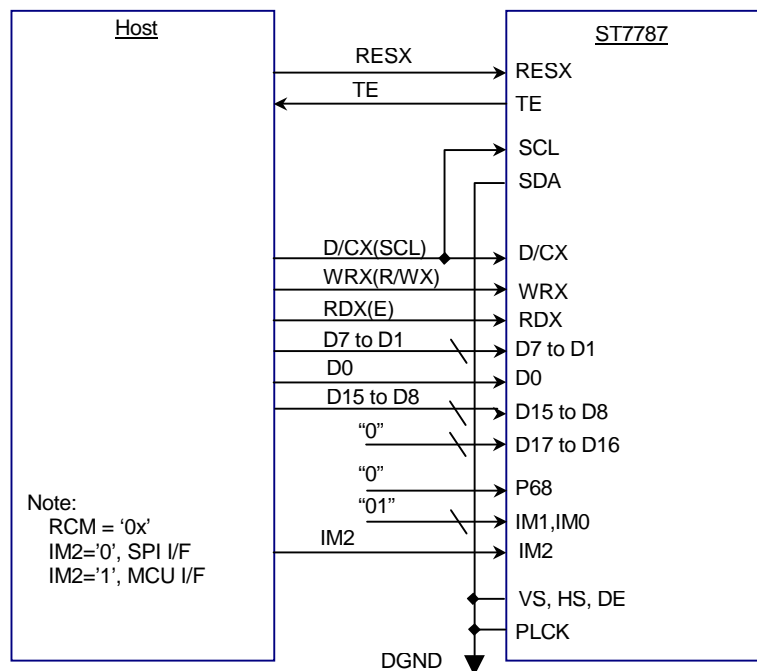 Host
ST7787
RESX
RESX
TE
TE
SCL
SDA
D/CX(SCL)
D/CX
WRX(R/WX)
WRX
RDX(E)
RDX
D7 to D1
D7 to D1
D0
D0
D15 to D8
D15 to D8
“0”
D17 to D16
“0”
P68
“01”
IM1,IM0
IM2
IM2
Note:
RCM = '0x'
IM2='0', SPI I/F
IM2='1', MCU I/F
VS, HS, DE
PLCK
DGND